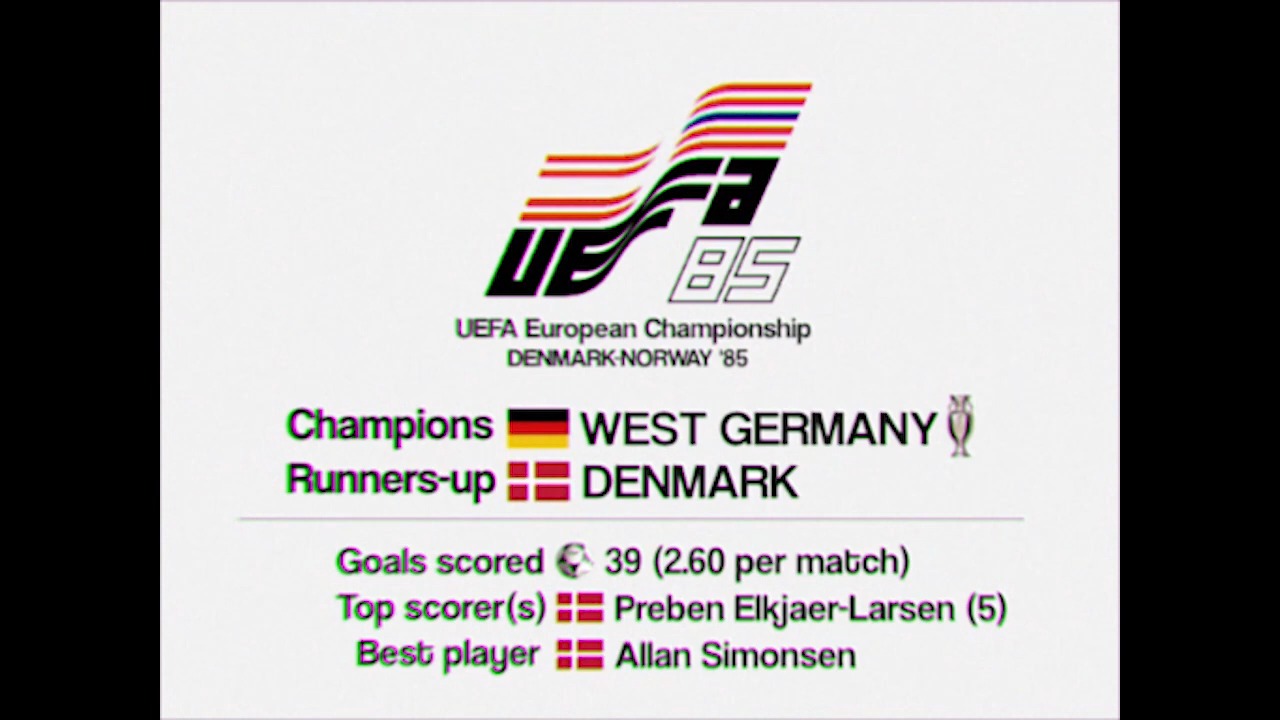 UEFA
85
UEFA European Championship
DENMARK-NORWAY '85
Champions WEST GERMANY
Runners-up DENMARK
Goals scored 39 (2.60 per match)
Top scorer(s) Preben Elkjaer-Larsen (5)
Best player Allan Simonsen